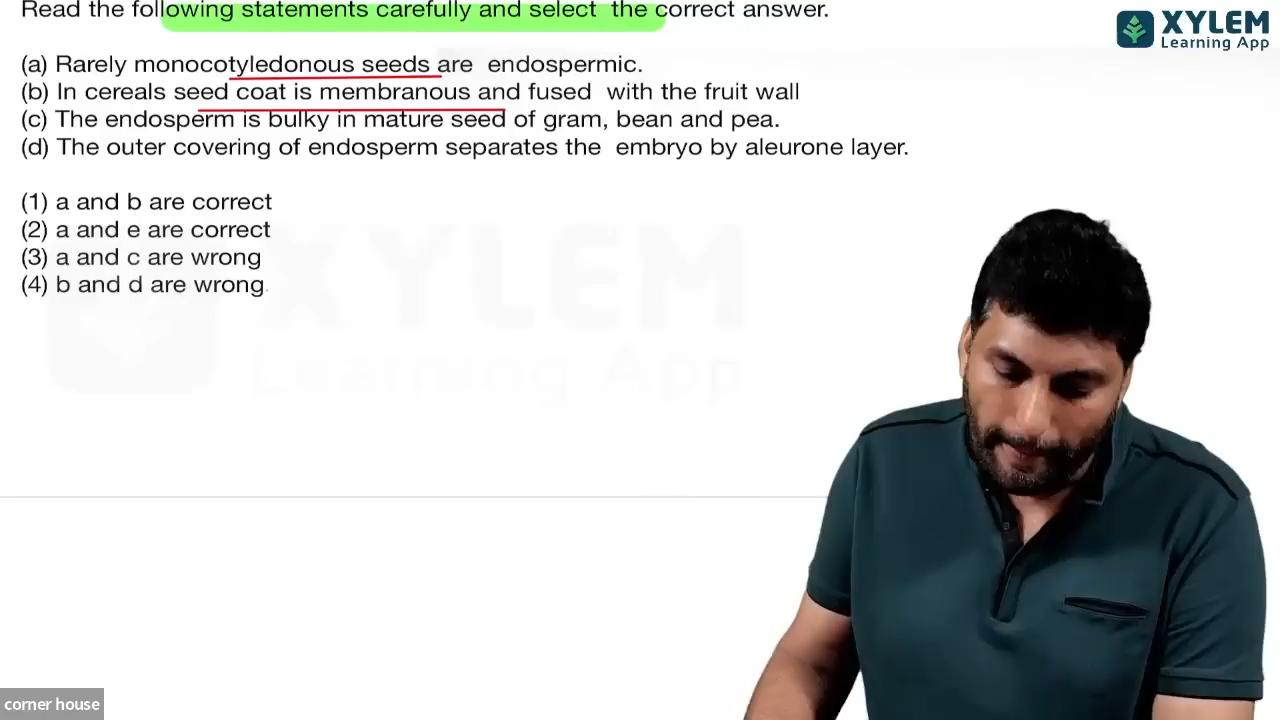 Read the following statements carefully and select the correct answer.
XYLEM
Learning App
(a) Rarely monocotyledonous seeds are endospermic.
(b) In cereals seed coat is membranous and fused with the fruit wall
(c) The endosperm is bulky in mature seed of gram, bean and pea.
(d) The outer covering of endosperm separates the embryo by aleurone layer.
(1) a and b are correct
(2) a and e are correct
(3) a and c are wrong
(4) b and d are wrong.
XYLEM
Learning App
corner house